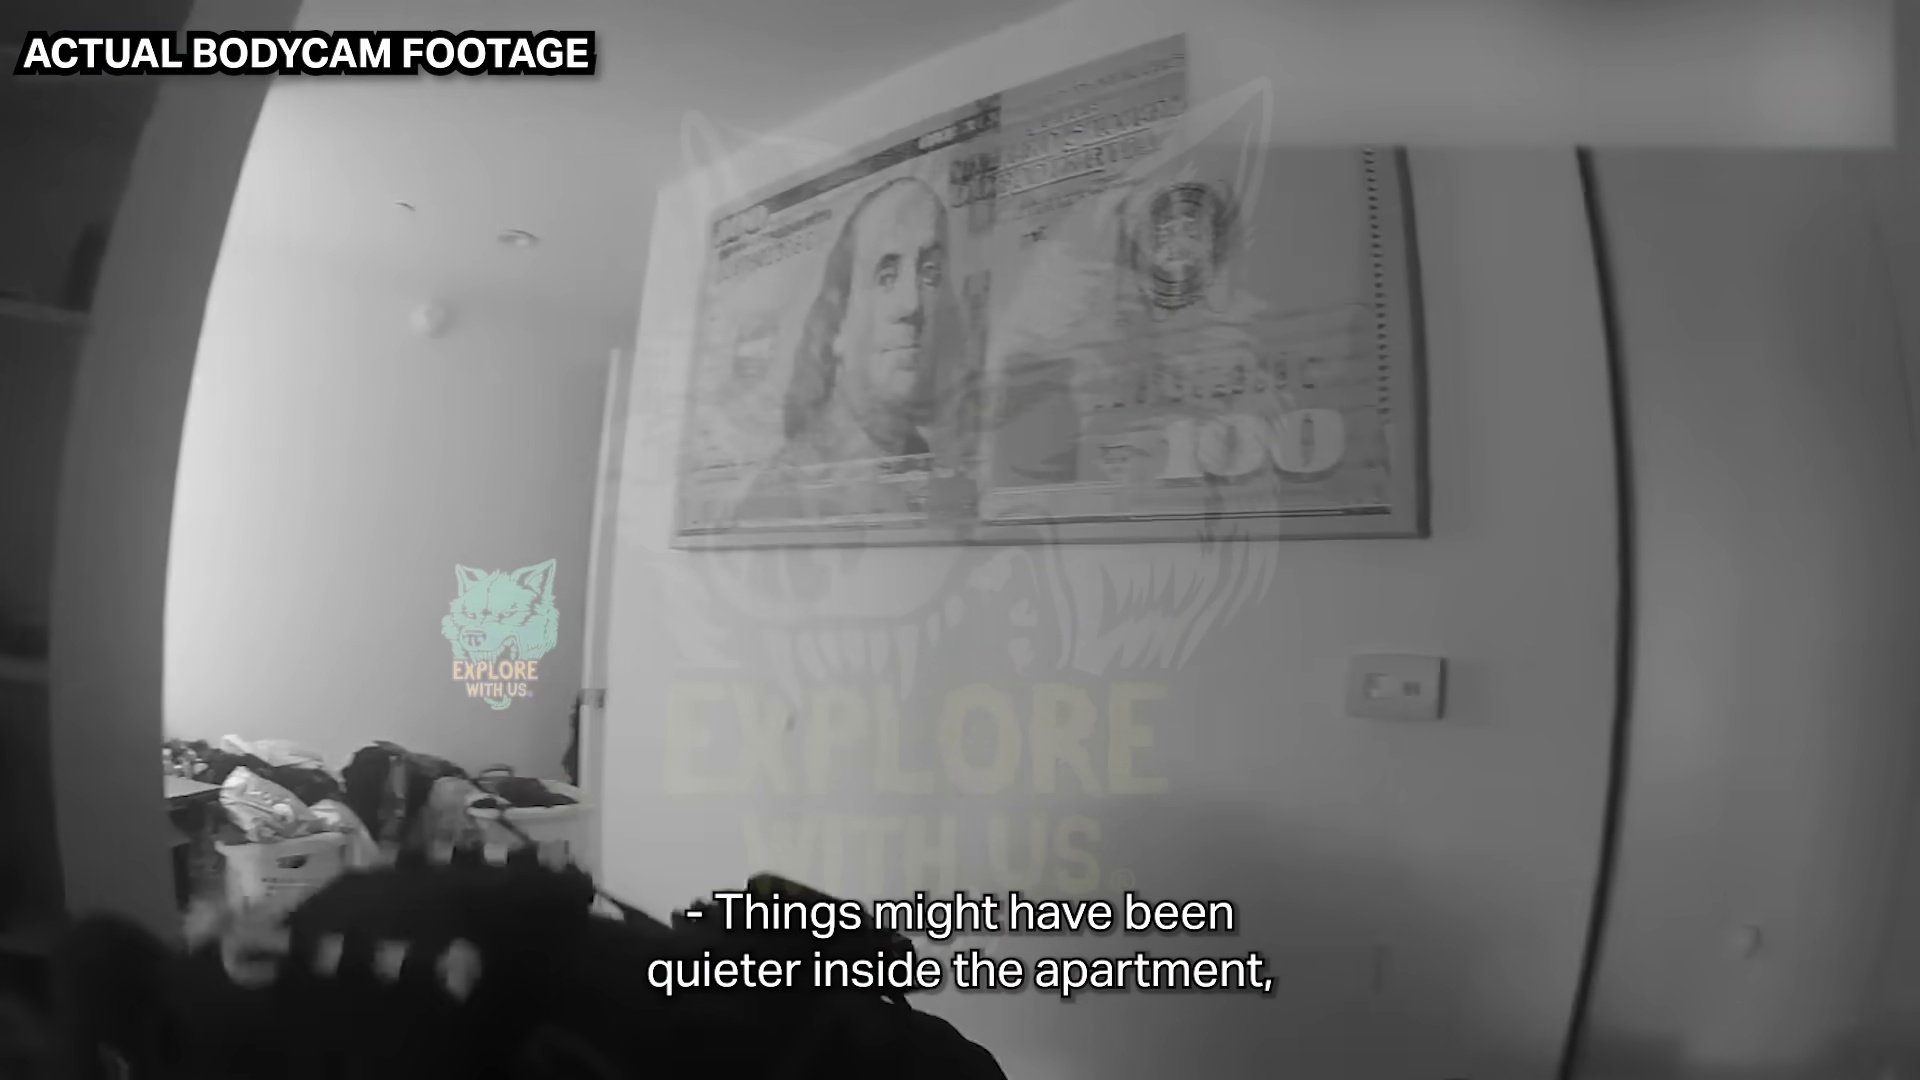 ACTUAL BODYCAM FOOTAGE
100
EXPLORE
WITH US
EXPLORE
WITH US®
- Things might have been
quieter inside the apartment,